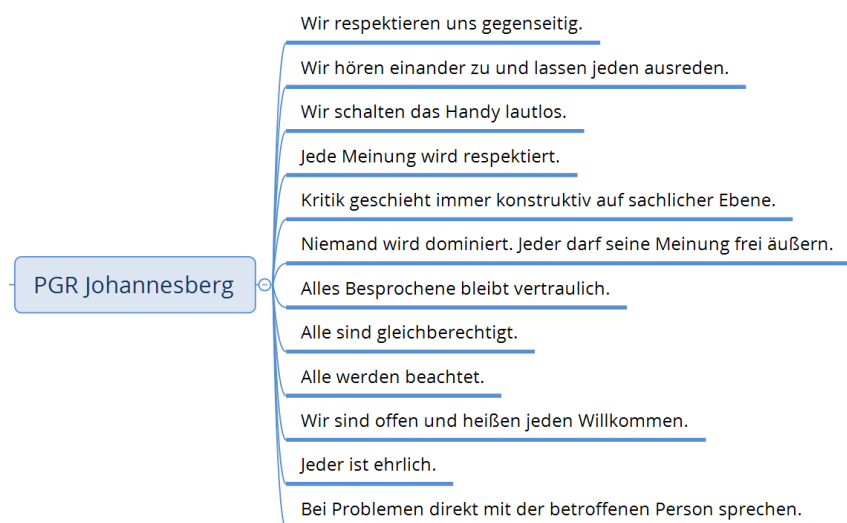 PGR Johannesberg
Wir respektieren uns gegenseitig.
Wir hören einander zu und lassen jeden ausreden.
Wir schalten das Handy lautlos.
Jede Meinung wird respektiert.
Kritik geschieht immer konstruktiv auf sachlicher Ebene.
Niemand wird dominiert. Jeder darf seine Meinung frei äußern.
Alles Besprochene bleibt vertraulich.
Alle sind gleichberechtigt.
Alle werden beachtet.
Wir sind offen und heißen jeden Willkommen.
Jeder ist ehrlich.
Bei Problemen direkt mit der betroffenen Person sprechen.